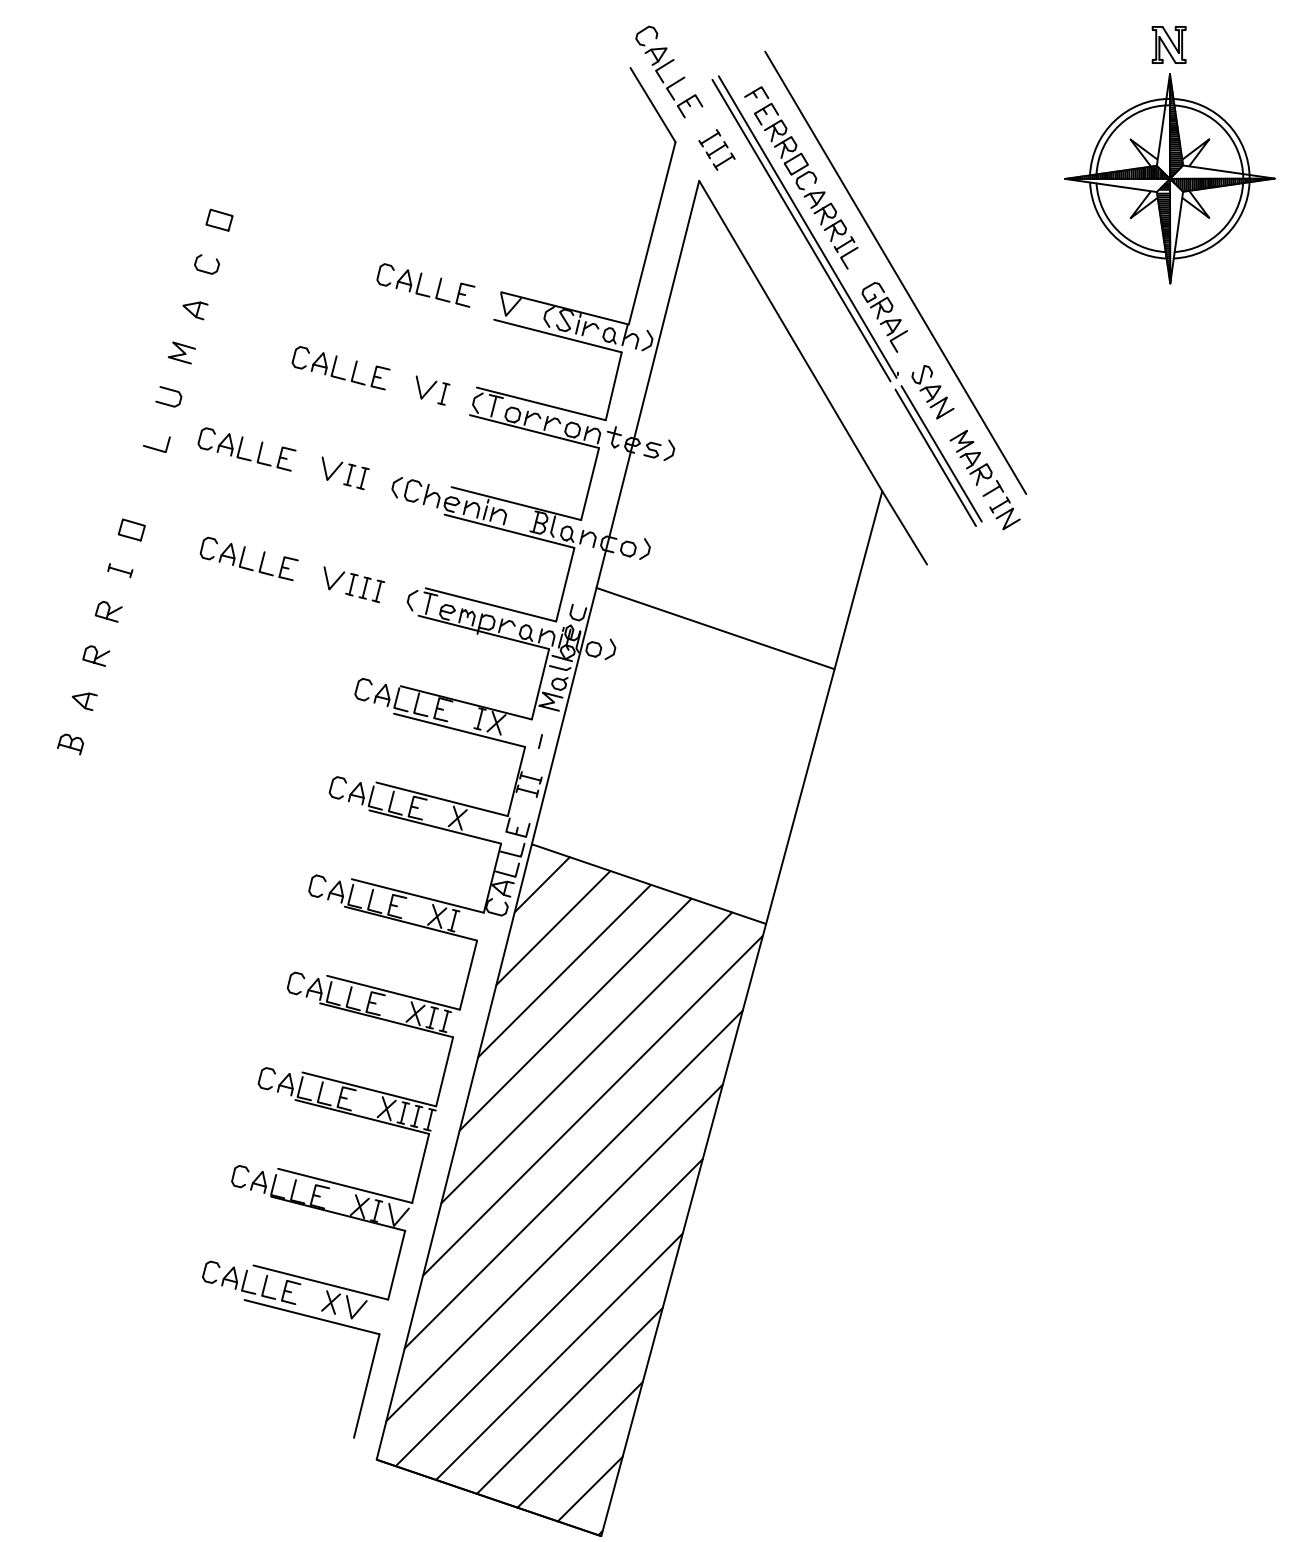 N
CALLE III
FERROCARRIL GRAL SAN MARTIN
BARRIO LUMACO
CALLE V (Sirah)
CALLE VI (Torrontes)
CALLE VII (Chenin Blanco)
CALLE VIII (Tempranillo)
CALLE II - Malbec
CALLE IX
CALLE X
CALLE XI
CALLE XII
CALLE XIII
CALLE XIV
CALLE XV